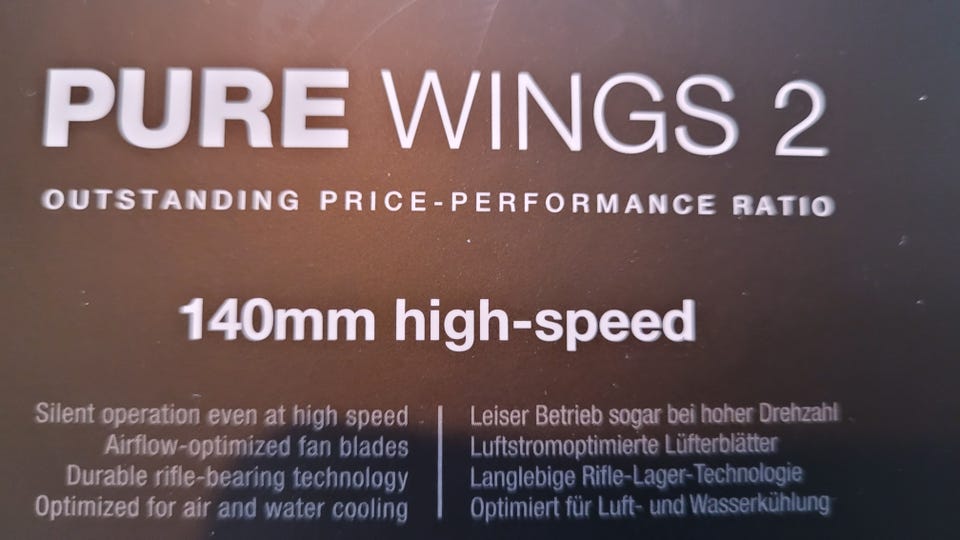 PURE WINGS 2
OUTSTANDING PRICE-PERFORMANCE RATIO
140mm high-speed
Silent operation even at high speed
Airflow-optimized fan blades
Durable rifle-bearing technology
Optimized for air and water cooling
Leiser Betrieb sogar bei hoher Drehzahl
Luftstromoptimierte Lüfterblätter
Langlebige Rifle-Lager-Technologie
Optimiert für Luft- und Wasserkühlung